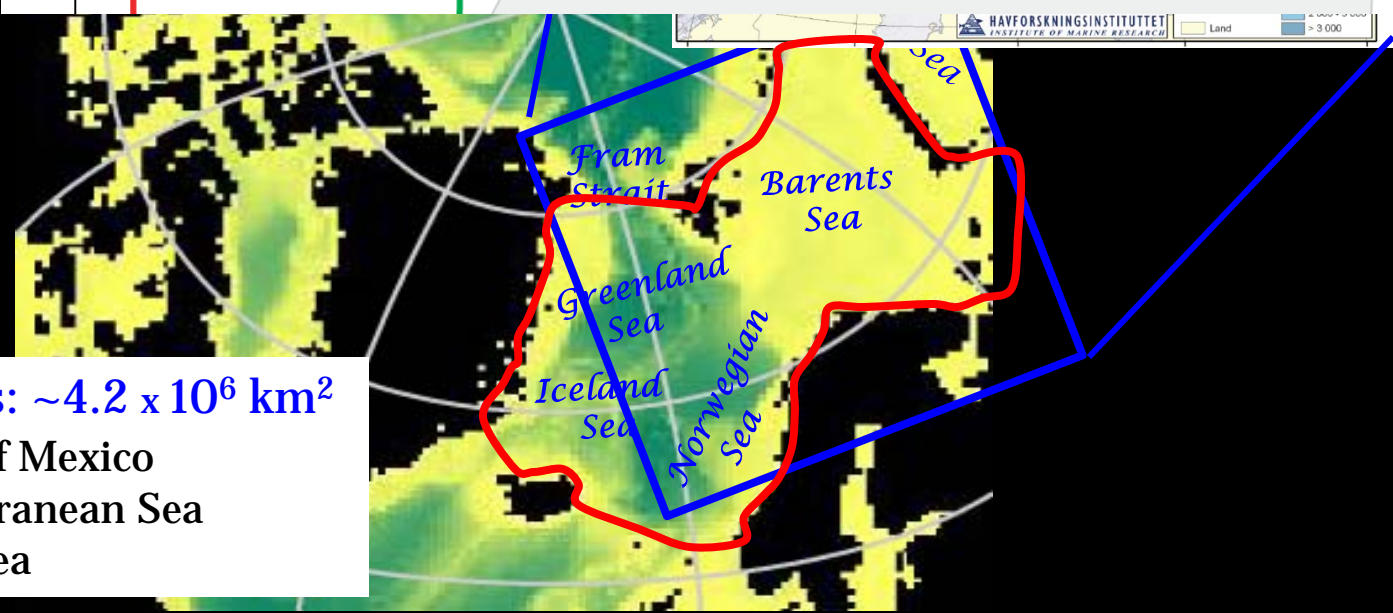 HAVFORSKNINGSINSTITUTTET
INSTITUTE OF MARINE RESEARCH
Land
> 3 000
Sea
Fram
Strait
Barents
Sea
Greenland
Sea
Iceland
Sea
Norwegian
Sea
: ~4.2 x 10⁶ km²
f Mexico
ranean Sea
ea